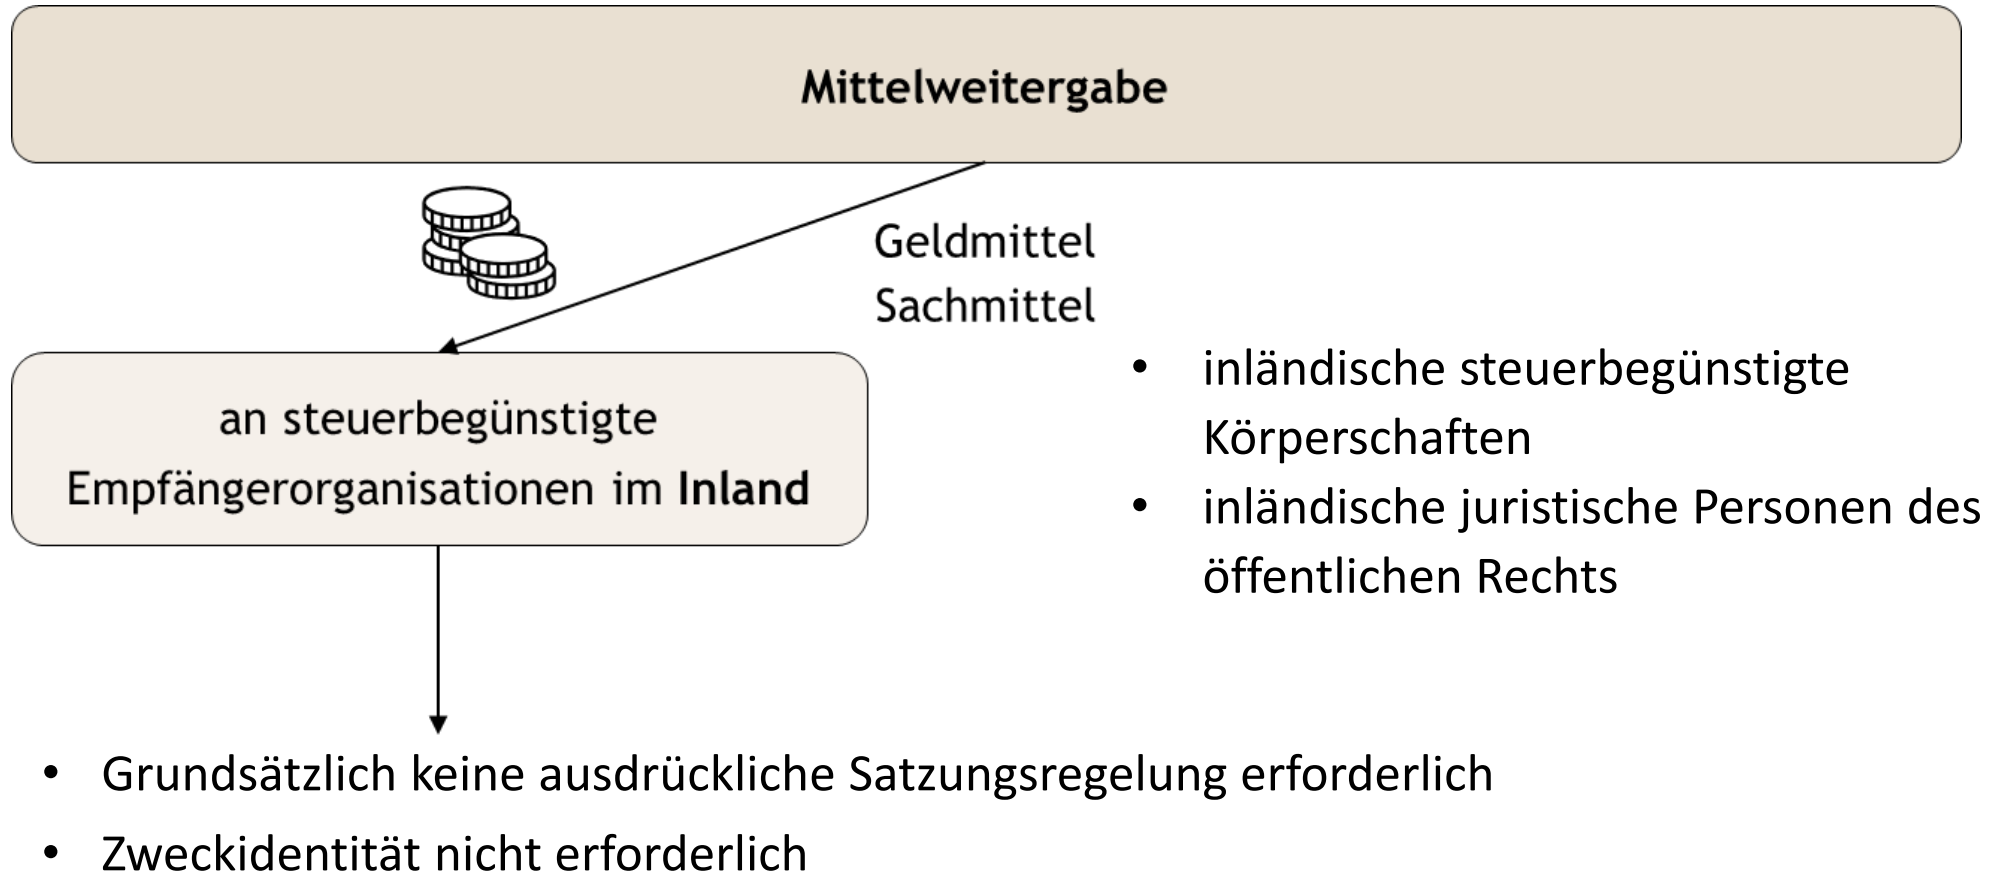 Mittelweitergabe
Geldmittel
Sachmittel
an steuerbegünstigte
Empfängerorganisationen im Inland
• inländische steuerbegünstigte
Körperschaften
• inländische juristische Personen des
öffentlichen Rechts
• Grundsätzlich keine ausdrückliche Satzungsregelung erforderlich
• Zweckidentität nicht erforderlich